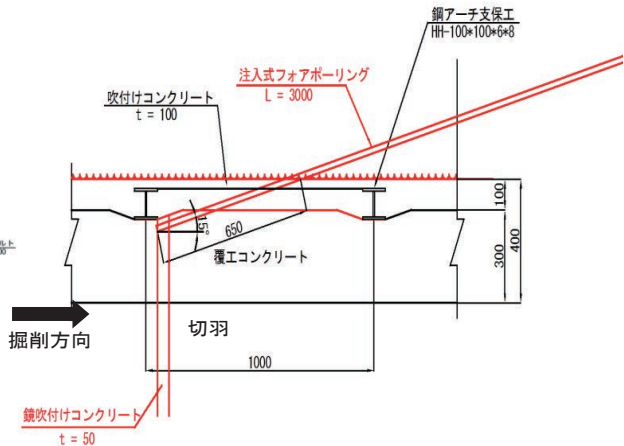 鋼アーチ支保工
HH-100*100*6*8
注入式フォアポーリング
L = 3000
吹付けコンクリート
t = 100
15°
650
覆工コンクリート
100
300
400
掘削方向
切羽
1000
鏡吹付けコンクリート
t = 50